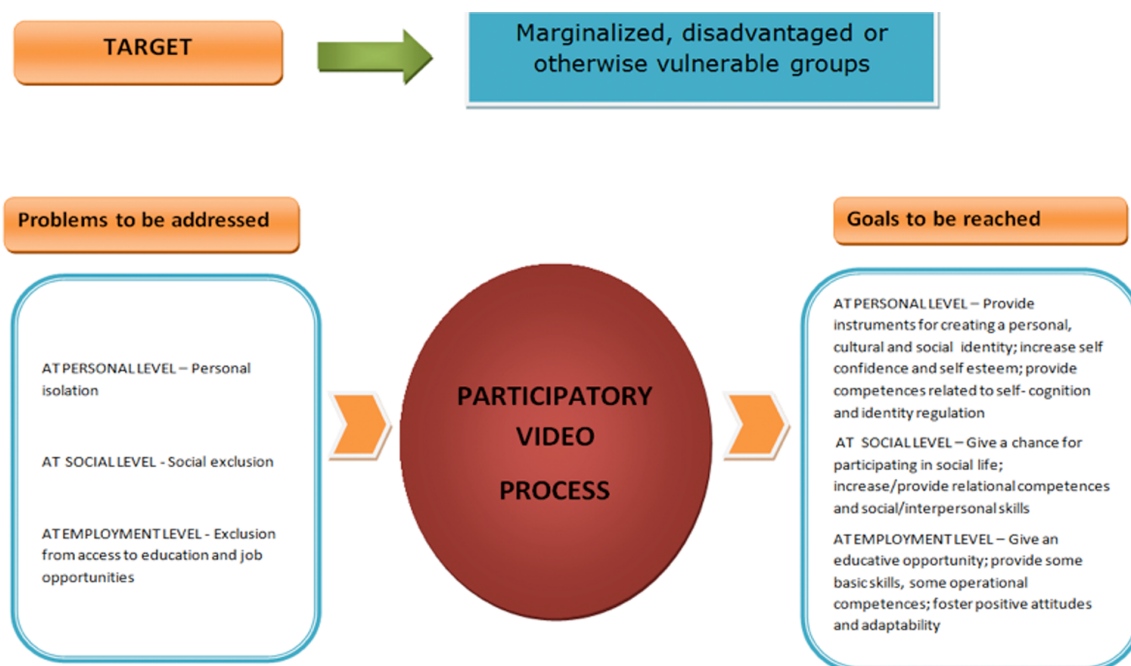 TARGET
Marginalized, disadvantaged or
otherwise vulnerable groups
Problems to be addressed
AT PERSONAL LEVEL – Personal
isolation
AT SOCIAL LEVEL - Social exclusion
AT EMPLOYMENT LEVEL - Exclusion
from access to education and job
opportunities
PARTICIPATORY
VIDEO
PROCESS
Goals to be reached
AT PERSONAL LEVEL – Provide
instruments for creating a personal,
cultural and social identity; increase self
confidence and self esteem; provide
competences related to self- cognition
and identity regulation
AT SOCIAL LEVEL – Give a chance for
participating in social life;
increase/provide relational competences
and social/interpersonal skills
AT EMPLOYMENT LEVEL – Give an
educative opportunity; provide some
basic skills, some operational
competences; foster positive attitudes
and adaptability